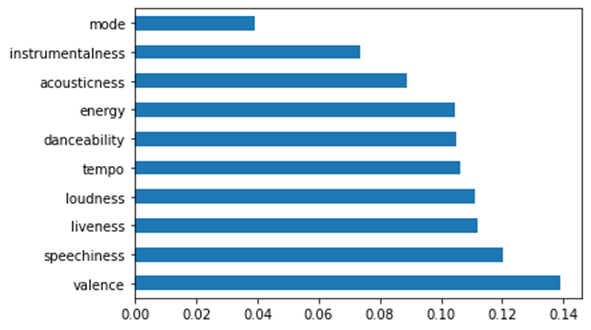 mode
instrumentalness
acousticness
energy
danceability
tempo
loudness
liveness
speechiness
valence
0.00 0.02 0.04 0.06 0.08 0.10 0.12 0.14